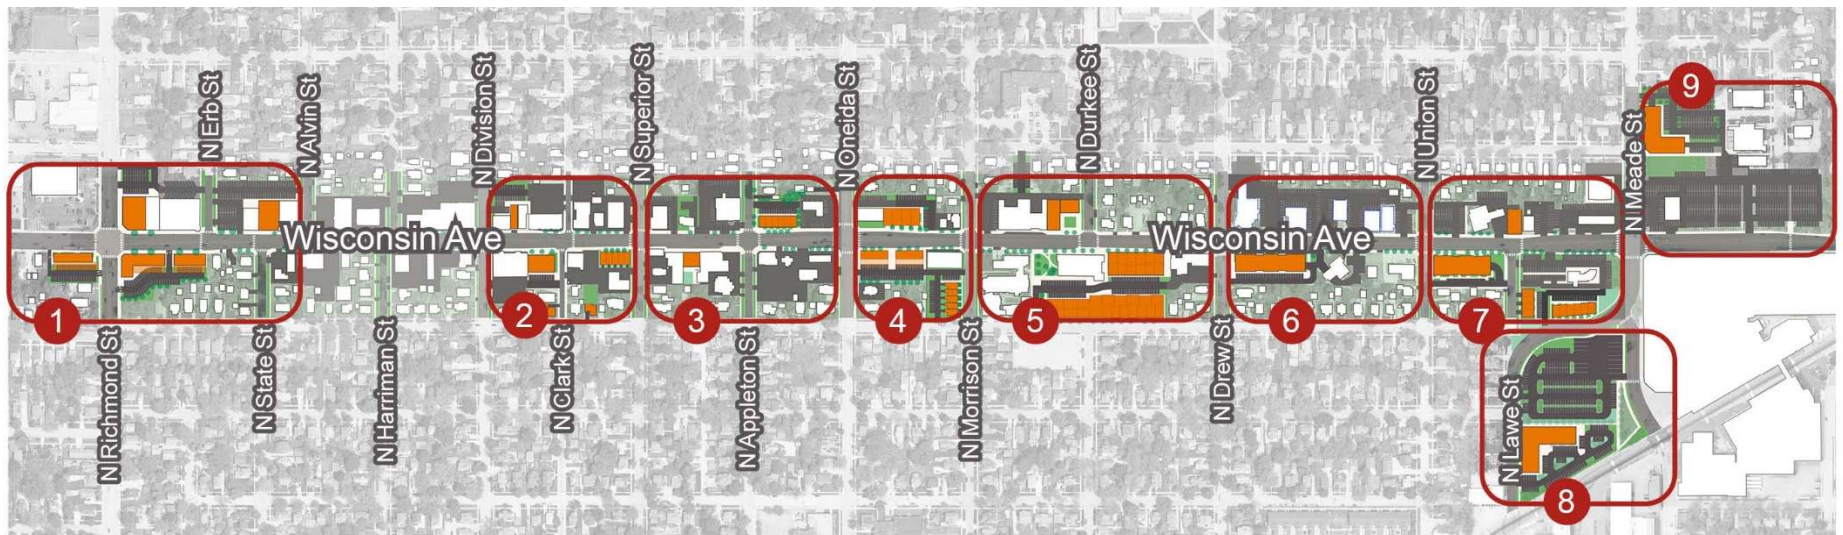 N Erb St
N Alvin St
N Division St
N Superior St
N Oneida St
N Durkee St
N Union St
N Meade St
9
Wisconsin Ave
Wisconsin Ave
1
2
3
4
5
6
7
N Richmond St
N State St
N Harriman St
N Clark St
N Appleton St
N Morrison St
N Drew St
N Lawe St
8